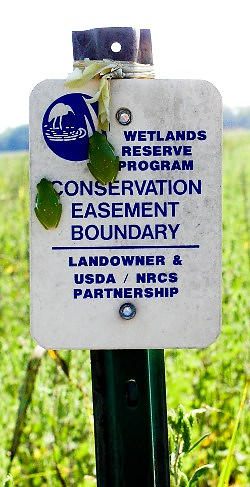 WETLANDS
RESERVE
PROGRAM
CONSERVATION
EASEMENT
BOUNDARY
LANDOWNER &
USDA / NRCS
PARTNERSHIP